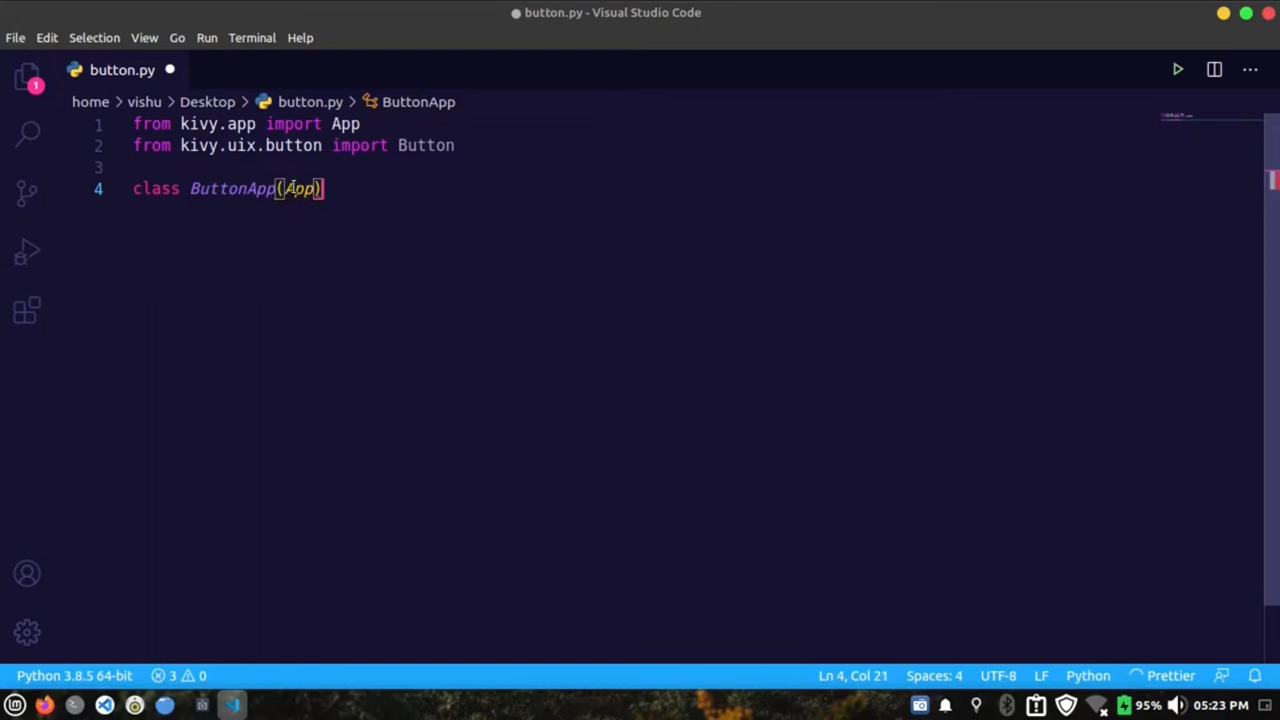 button.py - Visual Studio Code
File Edit Selection View Go Run Terminal Help
button.py
1
home > vishu > Desktop > button.py > ButtonApp
1 from kivy.app import App
2 from kivy.uix.button import Button
3
4 class ButtonApp(App)
Python 3.8.5 64-bit 3 0 Ln 4, Col 21 Spaces: 4 UTF-8 LF Python Prettier
95% 05:23 PM